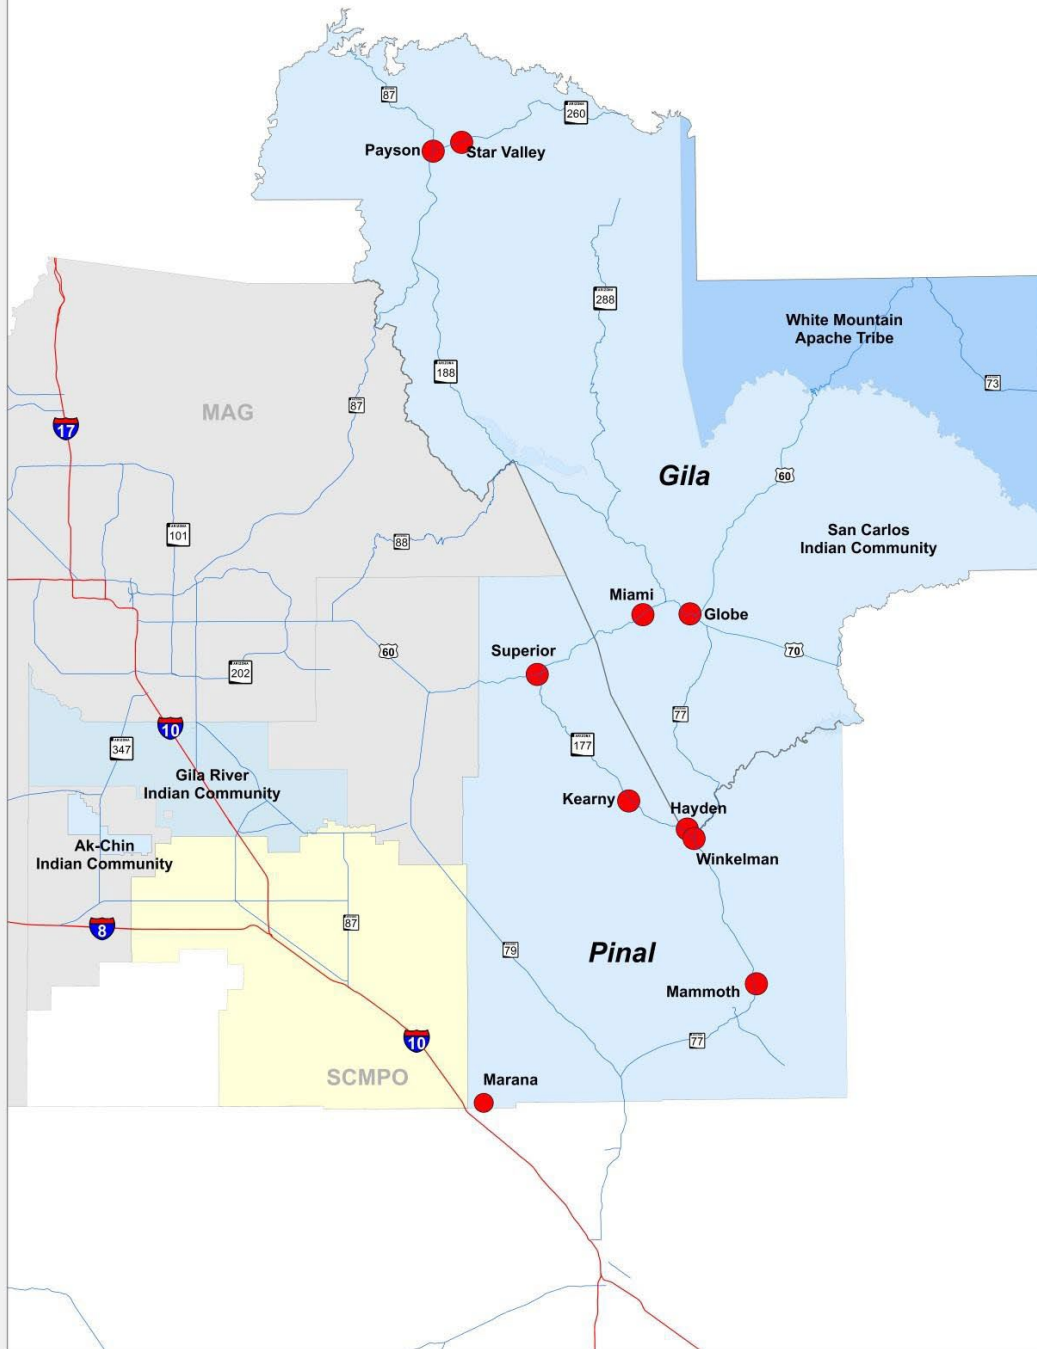 87
260
Payson
Star Valley
288
White Mountain
Apache Tribe
188
73
MAG
87
17
Gila
60
101
88
San Carlos
Indian Community
Miami
Globe
Superior
60
70
202
10
77
347
177
Gila River
Indian Community
Kearny
Hayden
Ak-Chin
Indian Community
Winkelman
8
87
79
Pinal
Mammoth
10
77
SCMPO
Marana